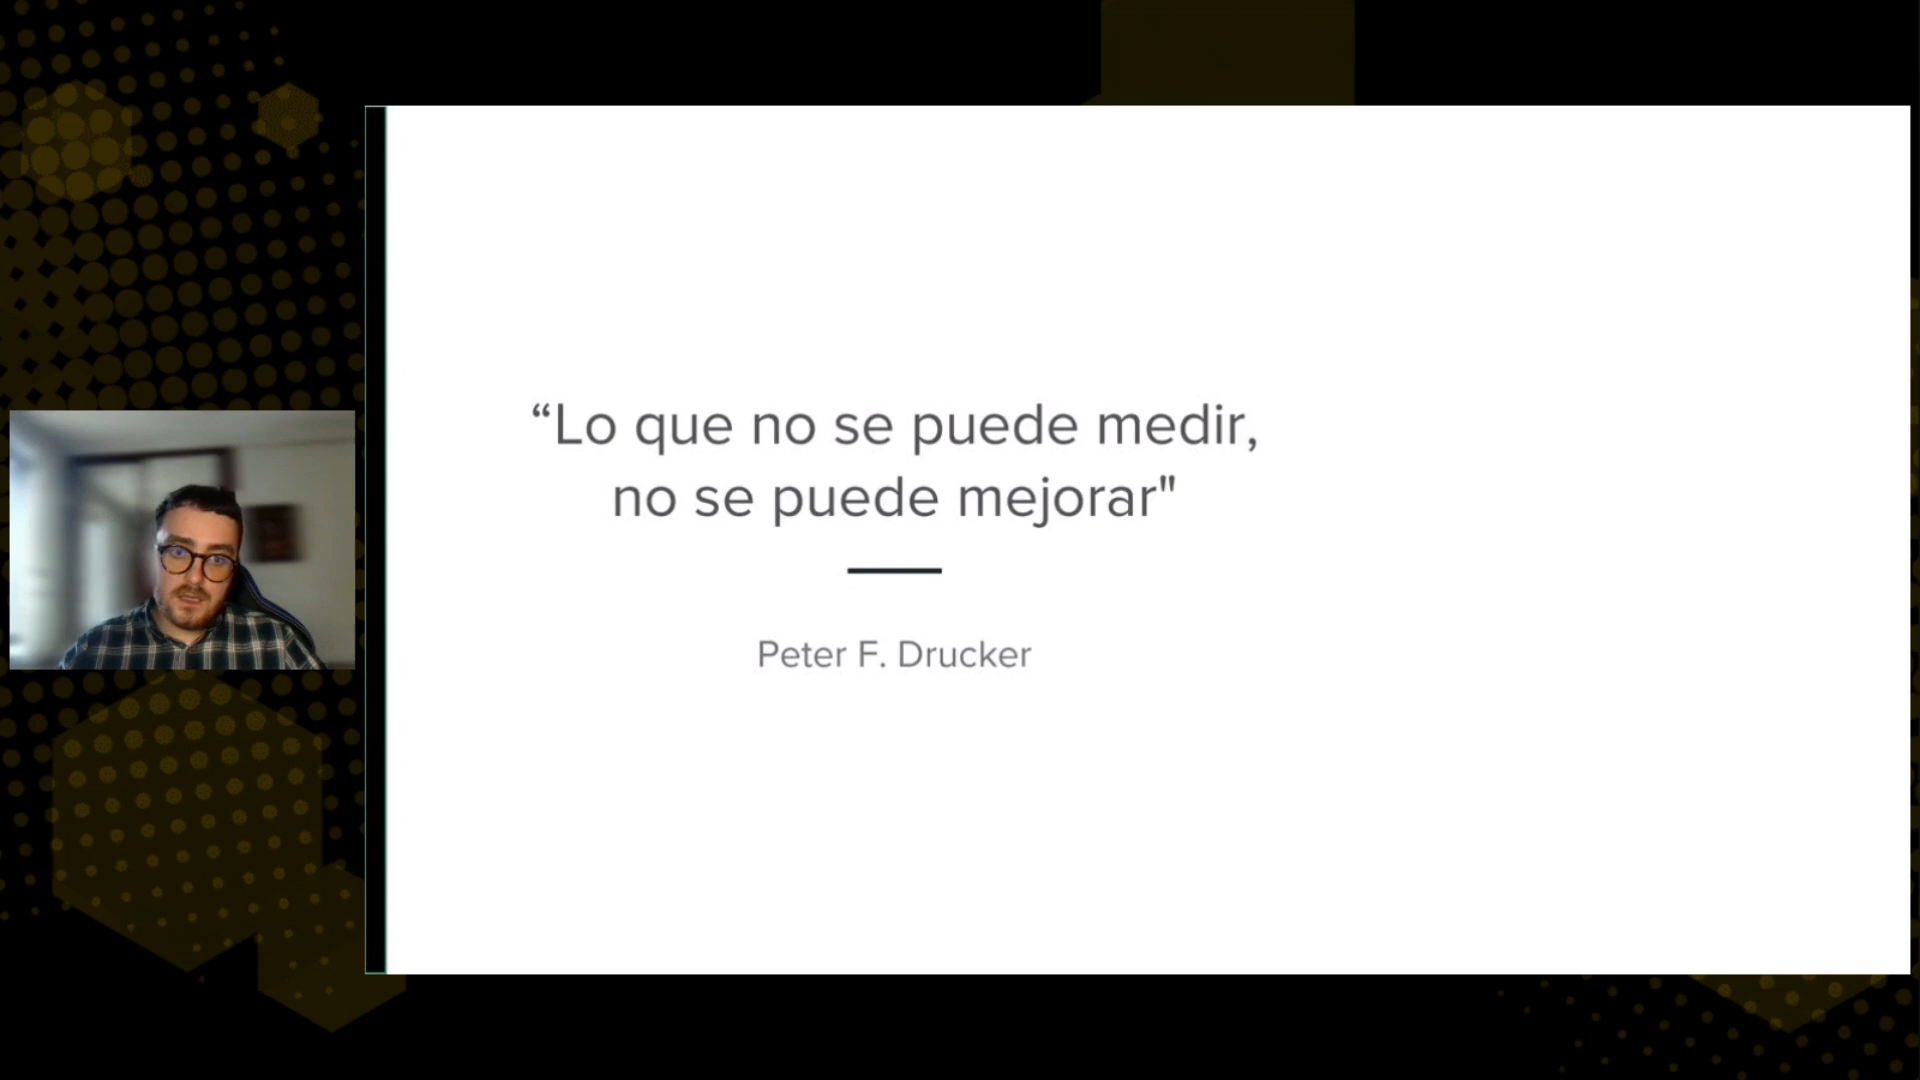 “Lo que no se puede medir,
no se puede mejorar"
Peter F. Drucker